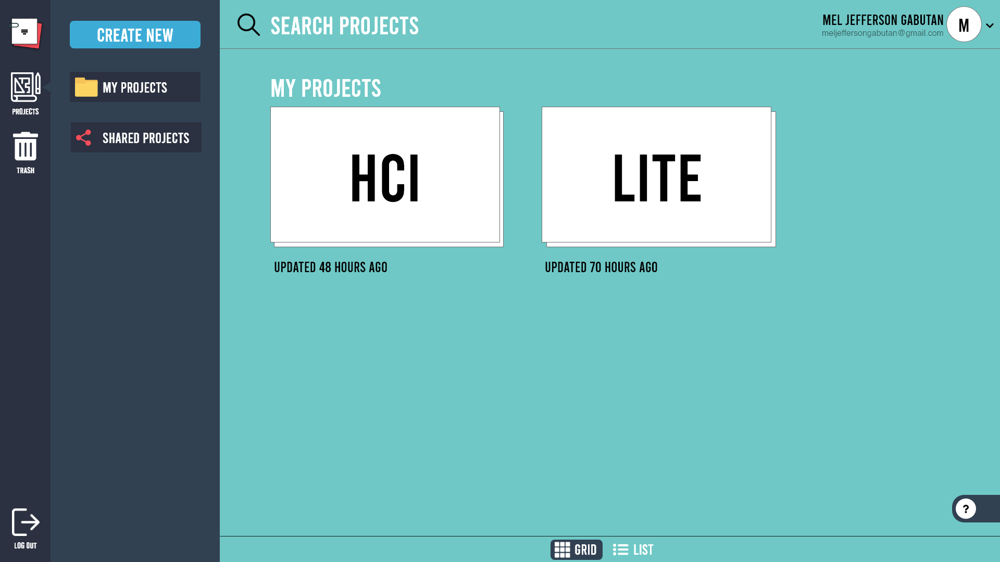 CREATE NEW
MY PROJECTS
SHARED PROJECTS
PROJECTS
TRASH
LOG OUT
SEARCH PROJECTS
MEL JEFFERSON GABUTAN
meljeffersongabutan@gmail.com
M
MY PROJECTS
HCI
LITE
UPDATED 48 HOURS AGO
UPDATED 70 HOURS AGO
?
GRID
LIST